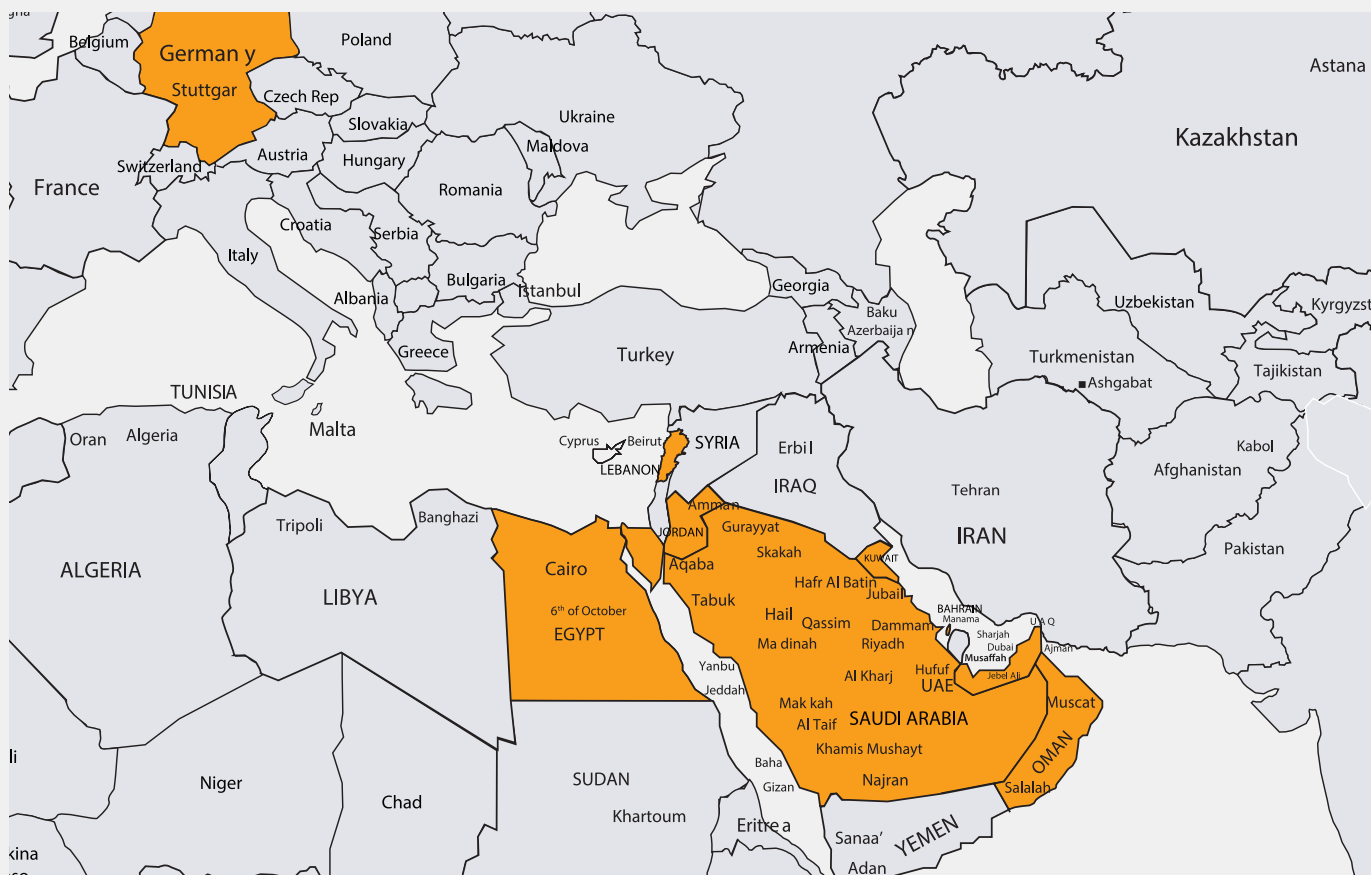 Belgium
German y
Poland
Astana
Stuttgar
Czech Rep
Ukraine
Slovakia
Kazakhstan
Maldova
Austria
Hungary
Switzerland
France
Romania
Croatia
Serbia
Italy
Bulgaria
Istanbul
Georgia
Albania
Uzbekistan
Kyrgyzst
Baku
Azerbaija n
Greece
Turkey
Armenia
Turkmenistan
Tajikistan
Ashgabat
TUNISIA
Malta
Oran
Algeria
Cyprus
Beirut
SYRIA
Erbi l
Kabol
LEBANON
Afghanistan
IRAQ
Tehran
Amman
Banghazi
Tripoli
Gurayyat
JORDAN
IRAN
Skakah
KUWAIT
Pakistan
ALGERIA
Cairo
Aqaba
Hafr Al Batin
Jubail
LIBYA
Tabuk
6th of October
Hail
BAHRAIN
Manama
EGYPT
Qassim
Dammam
U A Q
Sharjah
Ma dinah
Riyadh
Dubai
Ajman
Musaffah
Yanbu
Hufuf
Al Kharj
Jebel Ali
UAE
Jeddah
Mak kah
Muscat
Al Taif
SAUDI ARABIA
Khamis Mushayt
OMAN
li
Baha
Niger
SUDAN
Najran
Gizan
Salalah
Chad
Khartoum
Eritre a
Sanaa'
YEMEN
kina
Adan